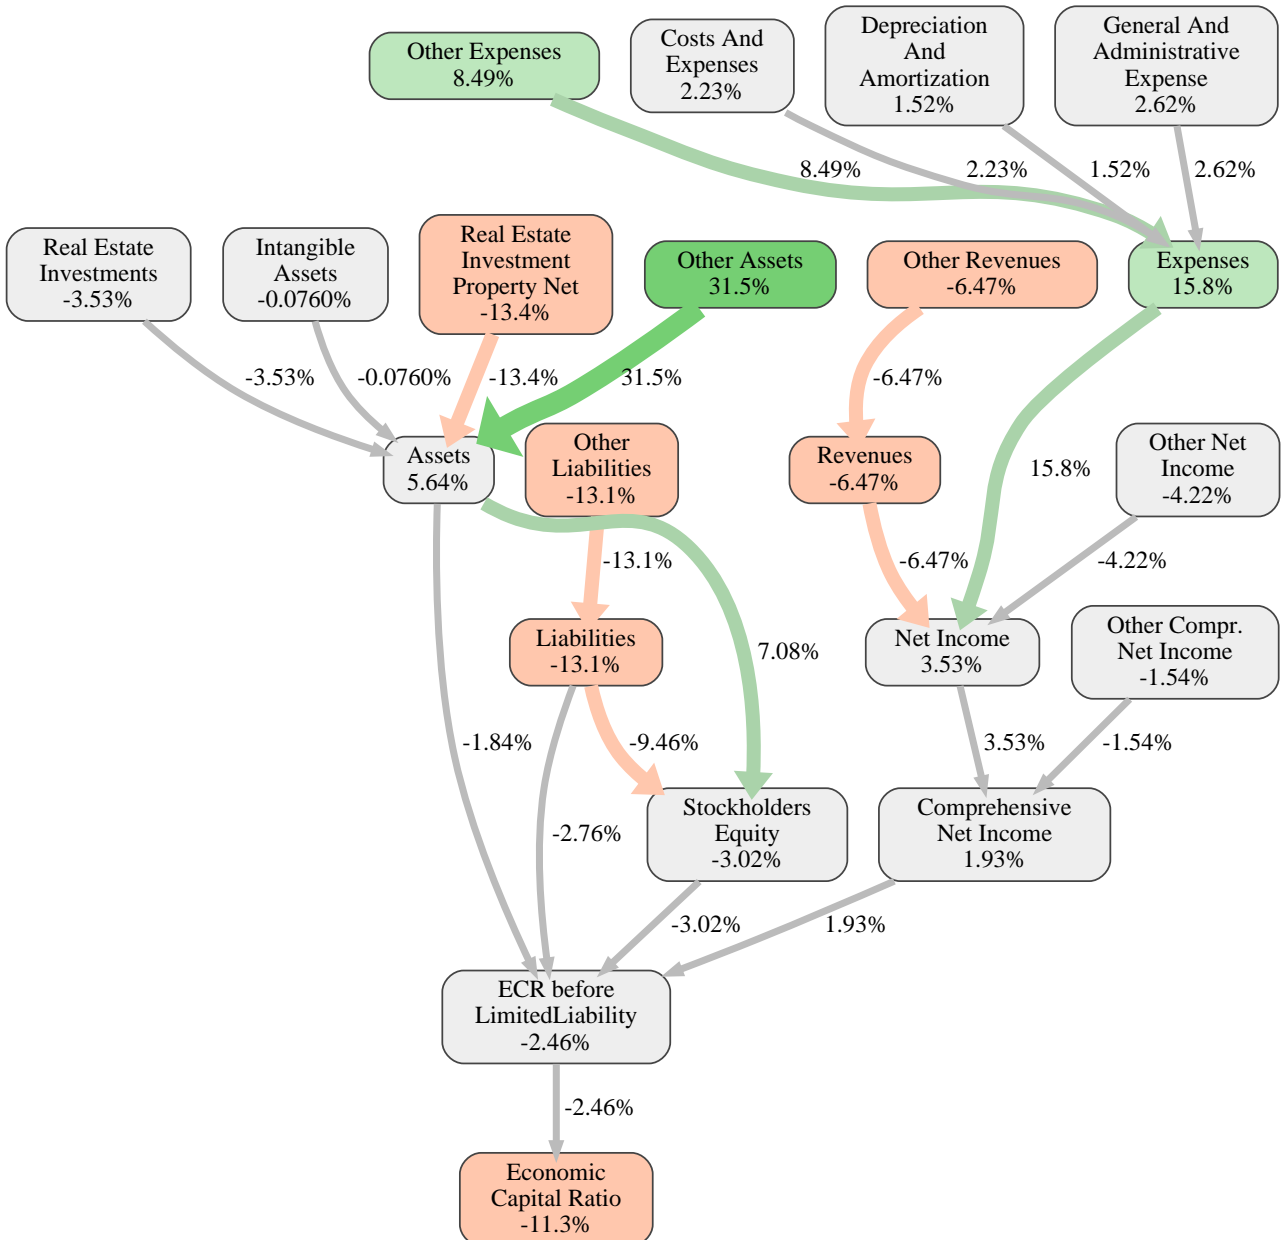 Other Expenses
8.49%
Costs And
Expenses
2.23%
Depreciation
And
Amortization
1.52%
General And
Administrative
Expense
2.62%
8.49%
2.23%
1.52%
2.62%
Real Estate
Investments
-3.53%
Intangible
Assets
-0.0760%
Real Estate
Investment
Property Net
-13.4%
Other Assets
31.5%
Other Revenues
-6.47%
Expenses
15.8%
-3.53%
-0.0760%
-13.4%
31.5%
-6.47%
15.8%
Assets
5.64%
Other
Liabilities
-13.1%
Revenues
-6.47%
Other Net
Income
-4.22%
-13.1%
-6.47%
-4.22%
Liabilities
-13.1%
7.08%
Net Income
3.53%
Other Compr.
Net Income
-1.54%
-1.84%
-9.46%
3.53%
-1.54%
-2.76%
Stockholders
Equity
-3.02%
Comprehensive
Net Income
1.93%
-3.02%
1.93%
ECR before
LimitedLiability
-2.46%
-2.46%
Economic
Capital Ratio
-11.3%